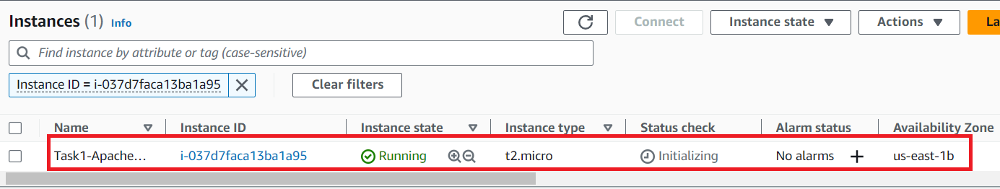 Instances (1) Info
Connect
Instance state
Actions
La
Find instance by attribute or tag (case-sensitive)
Instance ID = i-037d7faca13ba1a95
Clear filters
Name Instance ID Instance state Instance type Status check Alarm status Availability Zone
Task1-Apache… i-037d7faca13ba1a95 Running t2.micro Initializing No alarms + us-east-1b